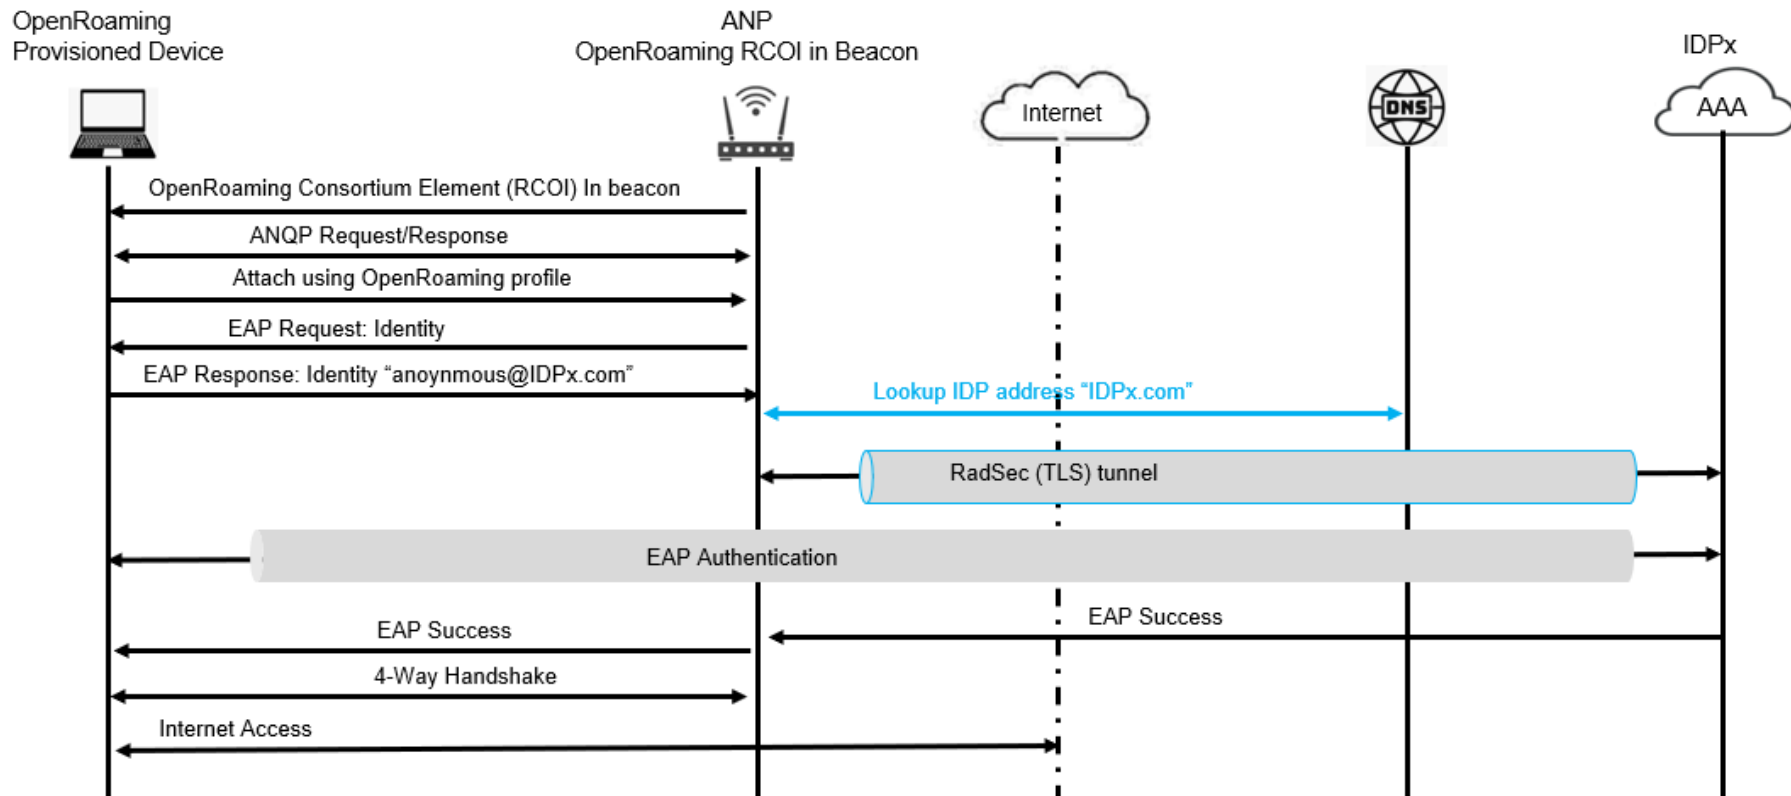 OpenRoaming
Provisioned Device
ANP
OpenRoaming RCOI in Beacon
IDPx
Internet
DNS
AAA
OpenRoaming Consortium Element (RCOI) In beacon
ANQP Request/Response
Attach using OpenRoaming profile
EAP Request: Identity
EAP Response: Identity “anoynmous@IDPx.com”
Lookup IDP address “IDPx.com”
RadSec (TLS) tunnel
EAP Authentication
EAP Success
EAP Success
4-Way Handshake
Internet Access